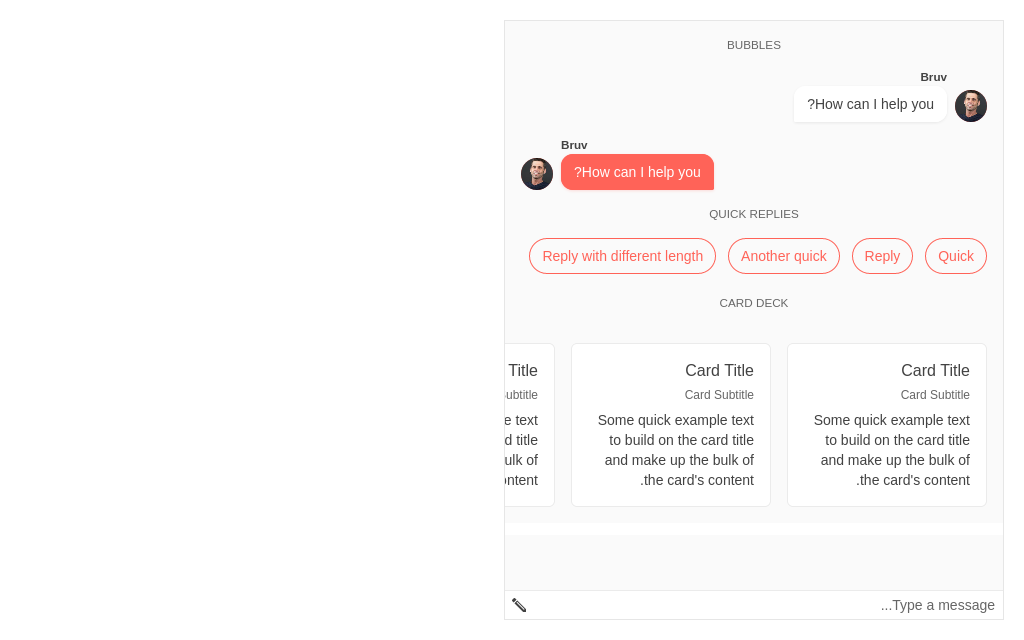 BUBBLES
Bruv
?How can I help you
Bruv
?How can I help you
QUICK REPLIES
Quick
Reply
Another quick
Reply with different length
CARD DECK
Card Title
Card Subtitle
Some quick example text
to build on the card title
and make up the bulk of
.the card's content
Card Title
Card Subtitle
Some quick example text
to build on the card title
and make up the bulk of
.the card's content
Title
text
title
of
...Type a message